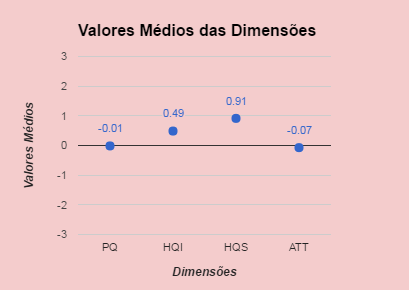 Valores Médios das Dimensões
Valores Médios
3
2
1
0
-1
-2
-3
-0.01
0.49
0.91
-0.07
PQ
HQI
HQS
ATT
Dimensões